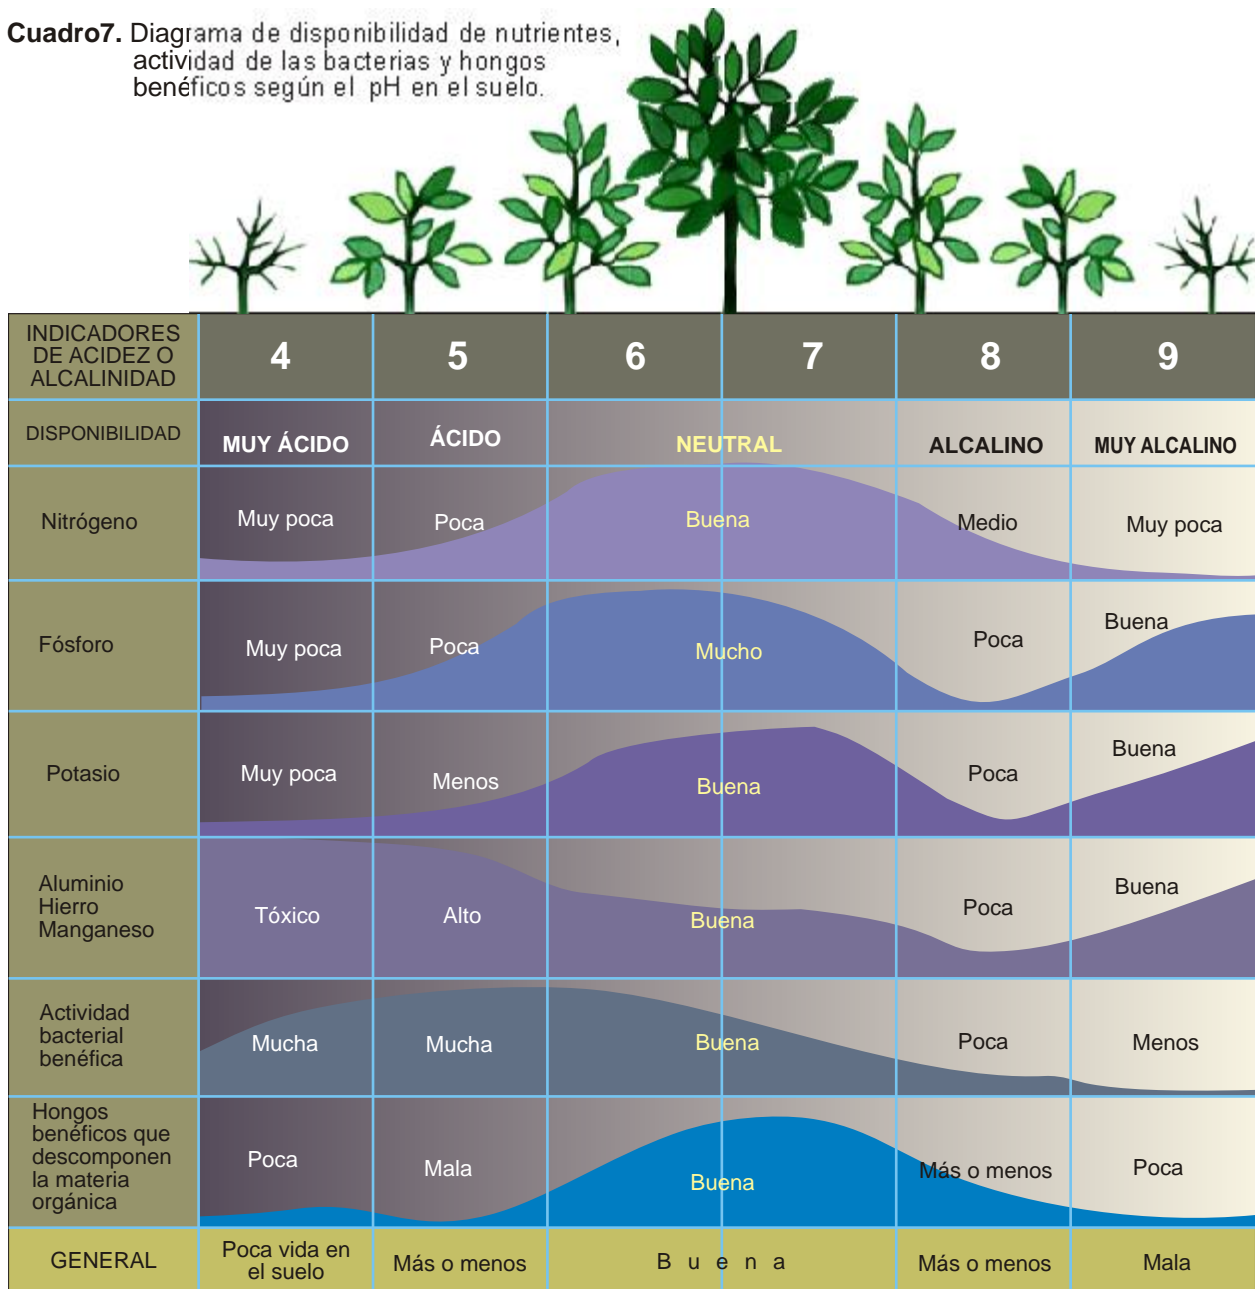 Cuadro7. Diagrama de disponibilidad de nutrientes,
actividad de las bacterias y hongos
benéficos según el pH en el suelo.
INDICADORES
DE ACIDEZ O
ALCALINIDAD
4 5 6 7 8 9
DISPONIBILIDAD
MUY ÁCIDO ÁCIDO NEUTRAL ALCALINO MUY ALCALINO
Nitrógeno
Muy poca Poca Buena Medio Muy poca
Fósforo
Muy poca Poca Mucho Poca Buena
Potasio
Muy poca Menos Buena Poca Buena
Aluminio
Hierro
Manganeso
Tóxico Alto Buena Poca Buena
Actividad
bacterial
benéfica
Mucha Mucha Buena Poca Menos
Hongos
benéficos que
descomponen
la materia
orgánica
Poca Mala Buena Más o menos Poca
GENERAL
Poca vida en
el suelo
Más o menos B u e n a Más o menos Mala